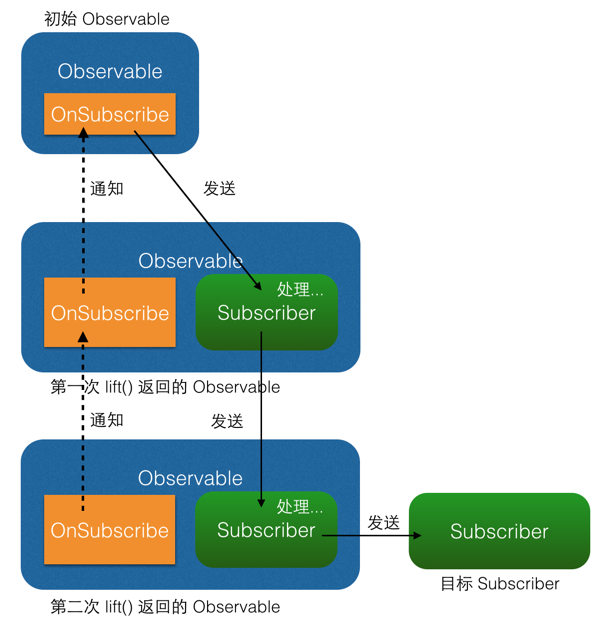 初始 Observable
Observable
OnSubscribe
通知
发送
Observable
处理...
OnSubscribe
Subscriber
第一次 lift() 返回的 Observable
通知
发送
Observable
处理...
OnSubscribe
Subscriber
发送
Subscriber
目标 Subscriber
第二次 lift() 返回的 Observable